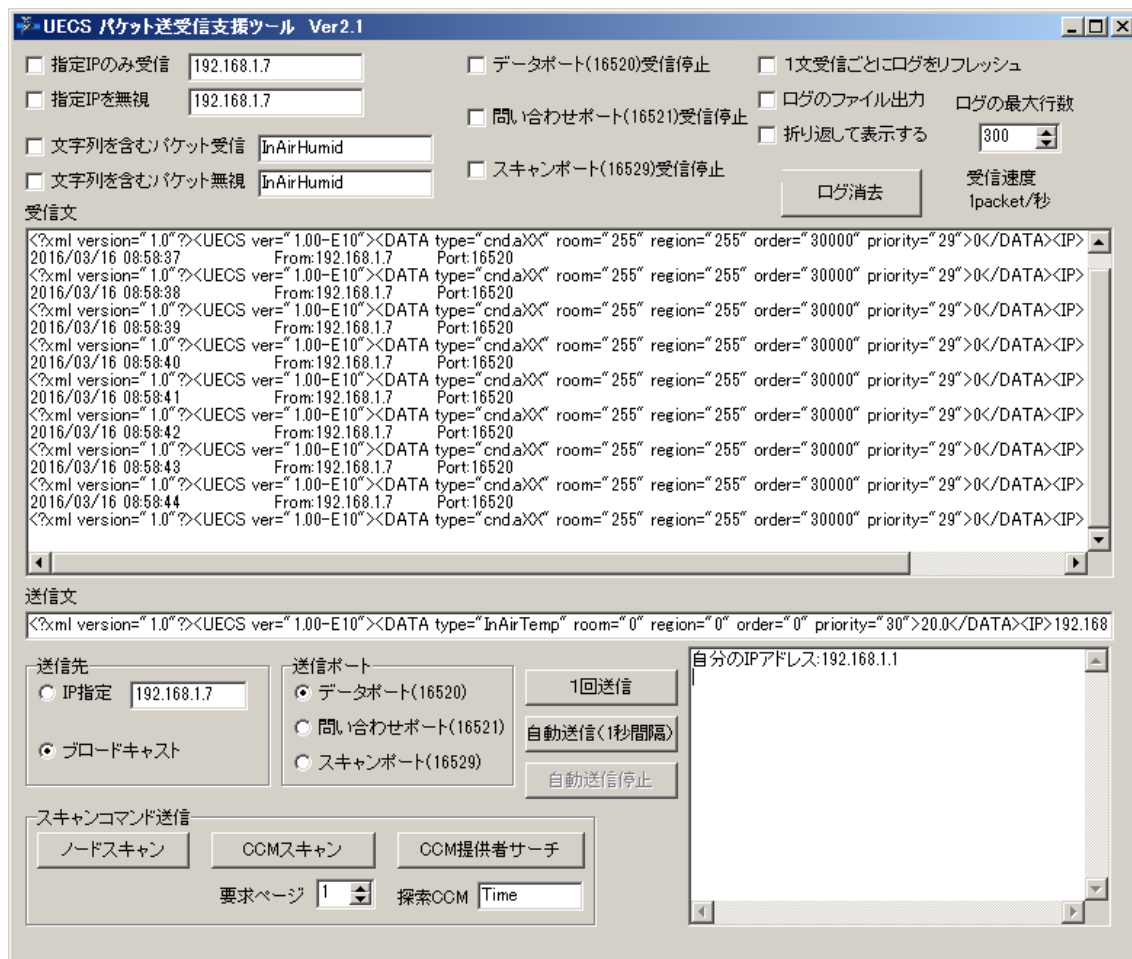 UECS パケット送受信支援ツール Ver2.1
指定IPのみ受信 192.168.1.7
指定IPを無視 192.168.1.7
文字列を含むパケット受信 InAirHumid
文字列を含むパケット無視 InAirHumid
データポート(16520)受信停止
問い合わせポート(16521)受信停止
スキャンポート(16529)受信停止
1文受信ごとにログをリフレッシュ
ログのファイル出力
折り返して表示する
ログの最大行数
300
ログ消去
受信速度
1packet/秒
受信文
<?xml version="1.0"?><UECS ver="1.00-E10"><DATA type="cnd.aXX" room="255" region="255" order="30000" priority="29">0</DATA><IP>
2016/03/16 08:58:37 From:192.168.1.7 Port:16520
<?xml version="1.0"?><UECS ver="1.00-E10"><DATA type="cnd.aXX" room="255" region="255" order="30000" priority="29">0</DATA><IP>
2016/03/16 08:58:38 From:192.168.1.7 Port:16520
<?xml version="1.0"?><UECS ver="1.00-E10"><DATA type="cnd.aXX" room="255" region="255" order="30000" priority="29">0</DATA><IP>
2016/03/16 08:58:39 From:192.168.1.7 Port:16520
<?xml version="1.0"?><UECS ver="1.00-E10"><DATA type="cnd.aXX" room="255" region="255" order="30000" priority="29">0</DATA><IP>
2016/03/16 08:58:40 From:192.168.1.7 Port:16520
<?xml version="1.0"?><UECS ver="1.00-E10"><DATA type="cnd.aXX" room="255" region="255" order="30000" priority="29">0</DATA><IP>
2016/03/16 08:58:41 From:192.168.1.7 Port:16520
<?xml version="1.0"?><UECS ver="1.00-E10"><DATA type="cnd.aXX" room="255" region="255" order="30000" priority="29">0</DATA><IP>
2016/03/16 08:58:42 From:192.168.1.7 Port:16520
<?xml version="1.0"?><UECS ver="1.00-E10"><DATA type="cnd.aXX" room="255" region="255" order="30000" priority="29">0</DATA><IP>
2016/03/16 08:58:43 From:192.168.1.7 Port:16520
<?xml version="1.0"?><UECS ver="1.00-E10"><DATA type="cnd.aXX" room="255" region="255" order="30000" priority="29">0</DATA><IP>
2016/03/16 08:58:44 From:192.168.1.7 Port:16520
<?xml version="1.0"?><UECS ver="1.00-E10"><DATA type="cnd.aXX" room="255" region="255" order="30000" priority="29">0</DATA><IP>
送信文
<?xml version="1.0"?><UECS ver="1.00-E10"><DATA type="InAirTemp" room="0" region="0" order="0" priority="30">20.0</DATA><IP>192.168
送信先
IP指定 192.168.1.7
ブロードキャスト
送信ポート
データポート(16520)
問い合わせポート(16521)
スキャンポート(16529)
1回送信
自動送信(1秒間隔)
自動送信停止
自分のIPアドレス:192.168.1.1
スキャンコマンド送信
ノードスキャン
CCMスキャン
CCM提供者サーチ
要求ページ 1
探索CCM Time